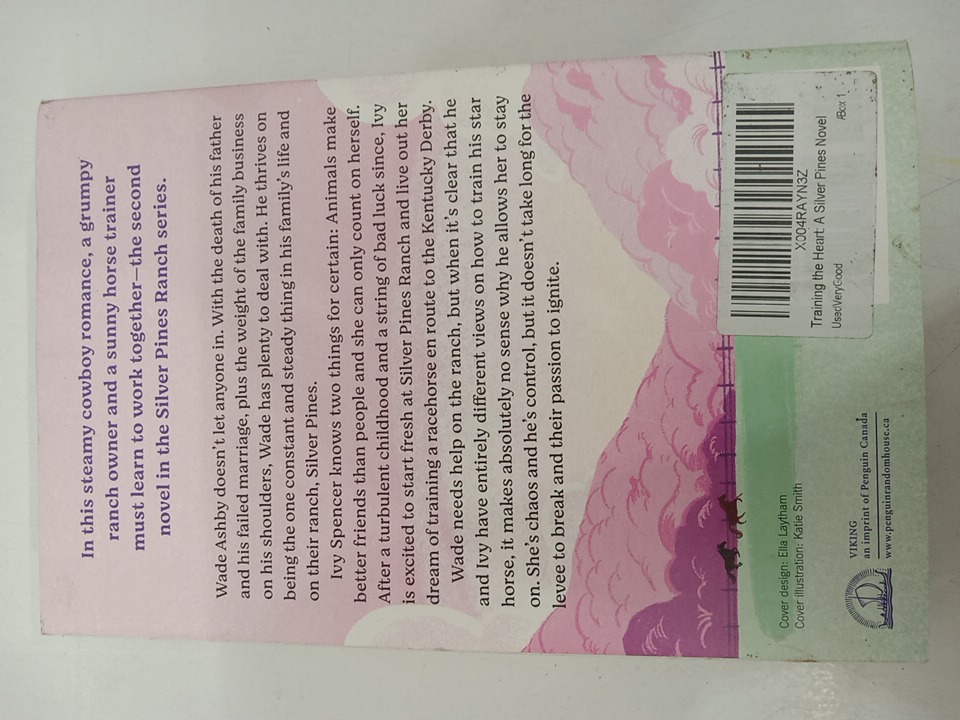 In this steamy cowboy romance, a grumpy
ranch owner and a sunny horse trainer
must learn to work together—the second
novel in the Silver Pines Ranch series.
Wade Ashby doesn't let anyone in. With the death of his father
and his failed marriage, plus the weight of the family business
on his shoulders, Wade has plenty to deal with. He thrives on
being the one constant and steady thing in his family's life and
on their ranch, Silver Pines.
Ivy Spencer knows two things for certain: Animals make
better friends than people and she can only count on herself.
After a turbulent childhood and a string of bad luck since, Ivy
is excited to start fresh at Silver Pines Ranch and live out her
dream of training a racehorse en route to the Kentucky Derby.
Wade needs help on the ranch, but when it's clear that he
and Ivy have entirely different views on how to train his star
horse, it makes absolutely no sense why he allows her to stay
on. She's chaos and he's control, but it doesn't take long for the
levee to break and their passion to ignite.
Cover design: Ella Laytham
Cover illustration: Katie Smith
VIKING
an imprint of Penguin Canada
www.penguinrandomhouse.ca
X004RAYN3Z
Training the Heart: A Silver Pines Novel
UsedVeryGood
/Box 1